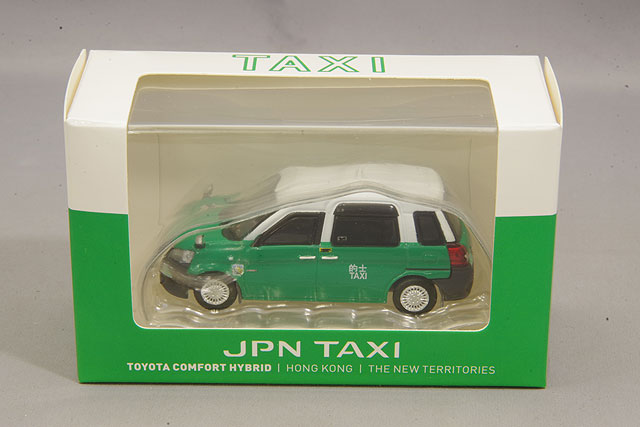 TAXI
的士
TAXI
JPN TAXI
TOYOTA COMFORT HYBRID | HONG KONG | THE NEW TERRITORIES